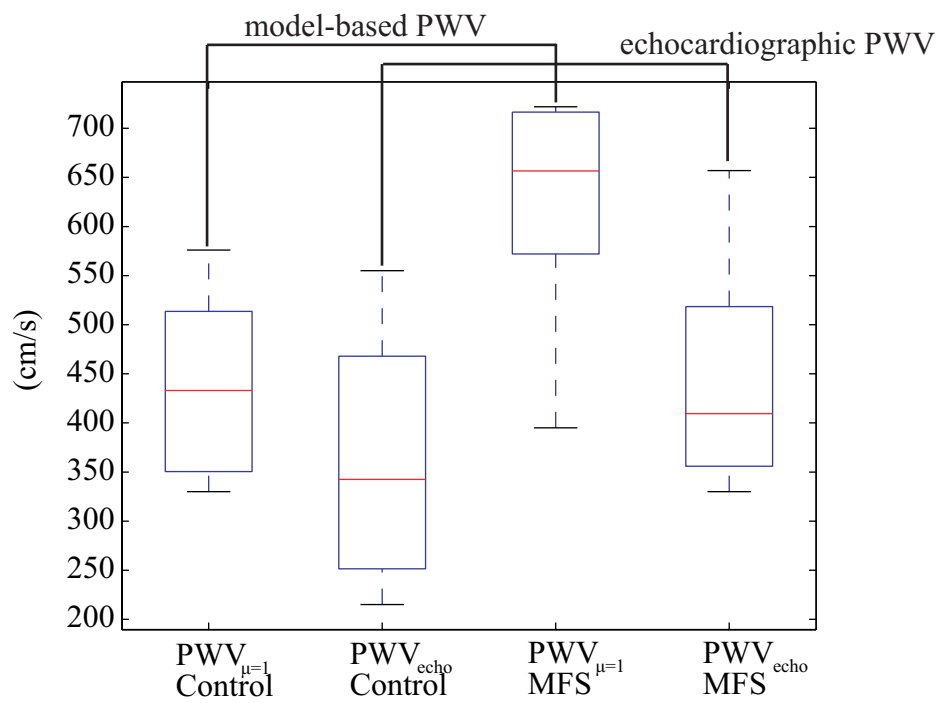 model-based PWV
echocardiographic PWV
700
650
600
550
500
450
400
350
300
250
200
(cm/s)
PWVμ=1 PWVecho PWVμ=1 PWVecho
Control Control MFS MFS